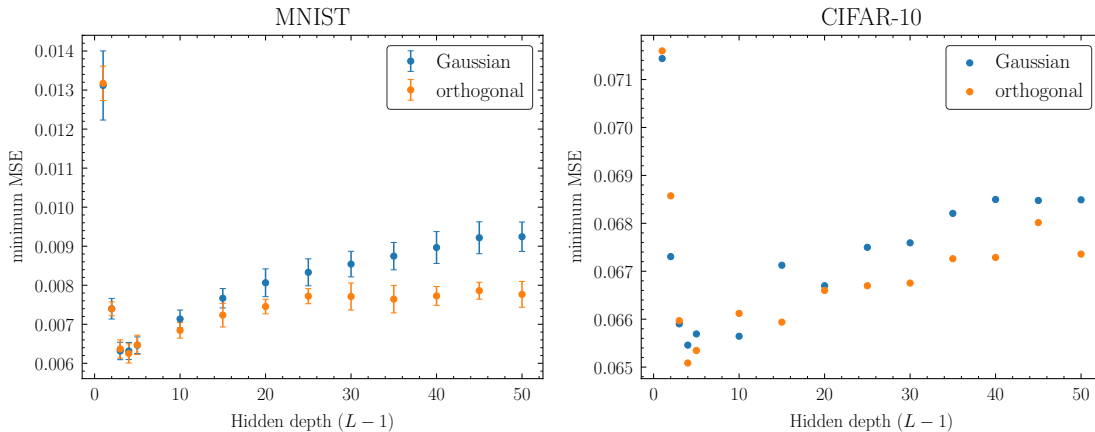 MNIST
0.014
0.013
0.012
0.011
0.010
0.009
0.008
0.007
0.006
minimum MSE
0
10
20
30
40
50
Hidden depth (L − 1)
Gaussian
orthogonal
CIFAR-10
0.071
0.070
0.069
0.068
0.067
0.066
0.065
minimum MSE
0
10
20
30
40
50
Hidden depth (L − 1)
Gaussian
orthogonal